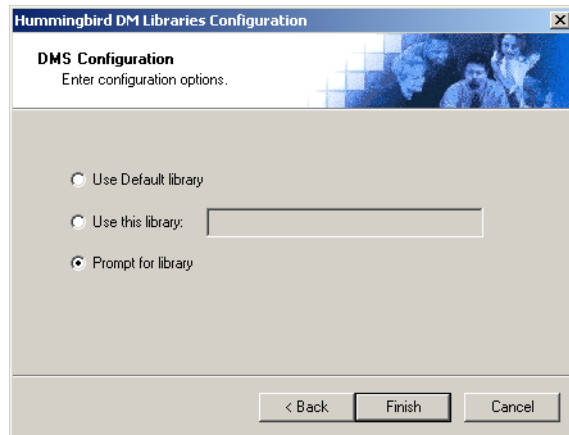 Hummingbird DM Libraries Configuration
DMS Configuration
Enter configuration options.
Use Default library
Use this library:
Prompt for library
< Back
Finish
Cancel